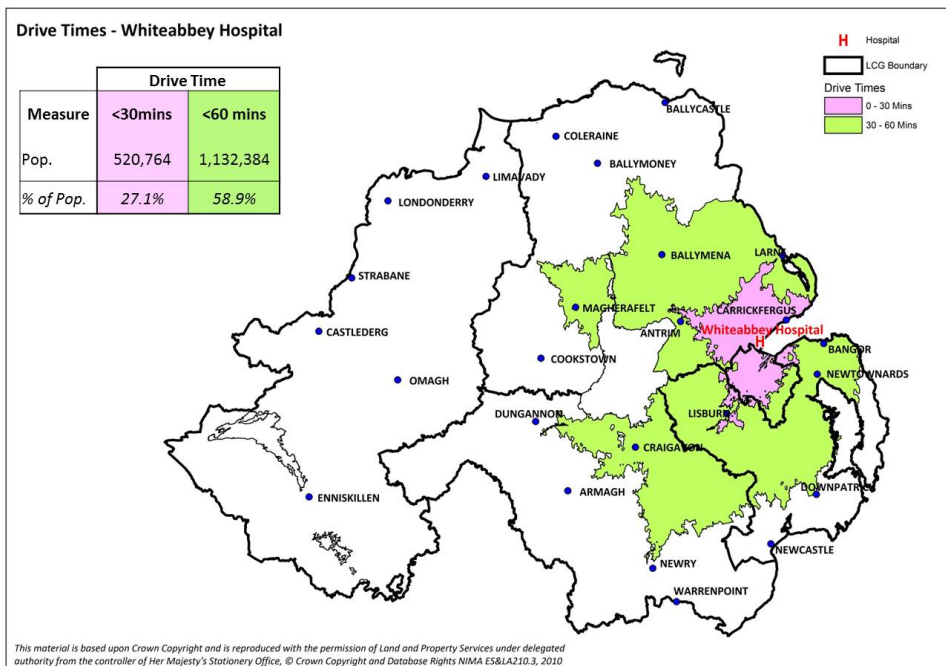 Drive Times - Whiteabbey Hospital
Drive Time
Measure <30mins <60 mins
Pop. 520,764 1,132,384
% of Pop. 27.1% 58.9%
H Hospital
LCG Boundary
Drive Times
0 - 30 Mins
30 - 60 Mins
BALLYCASTLE
COLERAINE
BALLYMONEY
LIMAVADY
LONDONDERRY
BALLYMENA
LARNE
STRABANE
MAGHERAFELT
CARRICKFERGUS
CASTLEDERG
ANTRIM
Whiteabbey Hospital
H
BANGOR
COOKSTOWN
NEWTOWNARDS
OMAGH
DUNGANNON
LISBURN
CRAIGAVON
ENNISKILLEN
ARMAGH
DOWNPATRICK
NEWCASTLE
NEWRY
WARRENPOINT
This material is based upon Crown Copyright and is reproduced with the permission of Land and Property Services under delegated
authority from the controller of Her Majesty's Stationery Office, © Crown Copyright and Database Rights NIMA ES&LA210.3, 2010